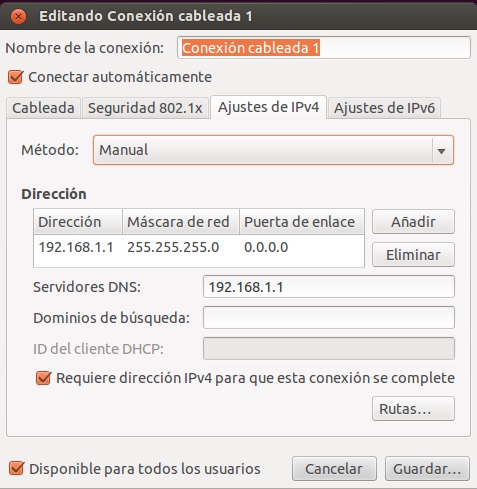 Editando Conexión cableada 1
Nombre de la conexión: Conexión cableada 1
Conectar automáticamente
Cableada Seguridad 802.1x Ajustes de IPv4 Ajustes de IPv6
Método: Manual
Dirección
Dirección Máscara de red Puerta de enlace Añadir
192.168.1.1 255.255.255.0 0.0.0.0
Eliminar
Servidores DNS: 192.168.1.1
Dominios de búsqueda:
ID del cliente DHCP:
Requiere dirección IPv4 para que esta conexión se complete
Rutas...
Disponible para todos los usuarios Cancelar Guardar...